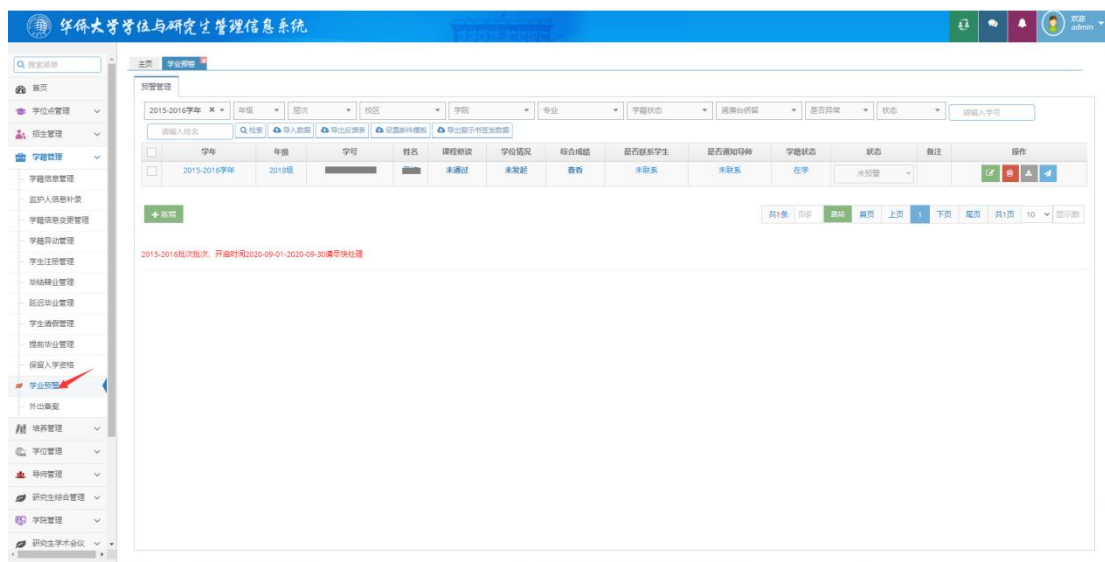 华侨大学学位与研究生管理信息系统
欢迎
admin
搜索菜单
首页
学位点管理
招生管理
学籍管理
学籍信息管理
监护人信息补录
学籍信息变更管理
学籍异动管理
学生注册管理
毕结肄业管理
延迟毕业管理
学生请假管理
提前毕业管理
保留入学资格
学业预警
外出备案
培养管理
学位管理
导师管理
研究生综合管理
学院管理
研究生学术会议
主页 学业预警
预警管理
2015-2016学年 年级 层次 校区 学院 专业 学籍状态 港澳台研留 是否异常 状态 请输入学号
请输入姓名 检索 导入数据 导出反馈表 设置邮件模板 导出警示书签发数据
学年 年级 学号 姓名 课程修读 学位情况 综合成绩 是否联系学生 是否通知导师 学籍状态 状态 备注 操作
2015-2016学年 2018级 未通过 未发起 查看 未联系 未联系 在学 未预警
新增
共1条 页码 跳转 首页 上页 1 下页 尾页 共1页 10 显示数
2015-2016批次批次，开启时间2020-09-01-2020-09-30请尽快处理